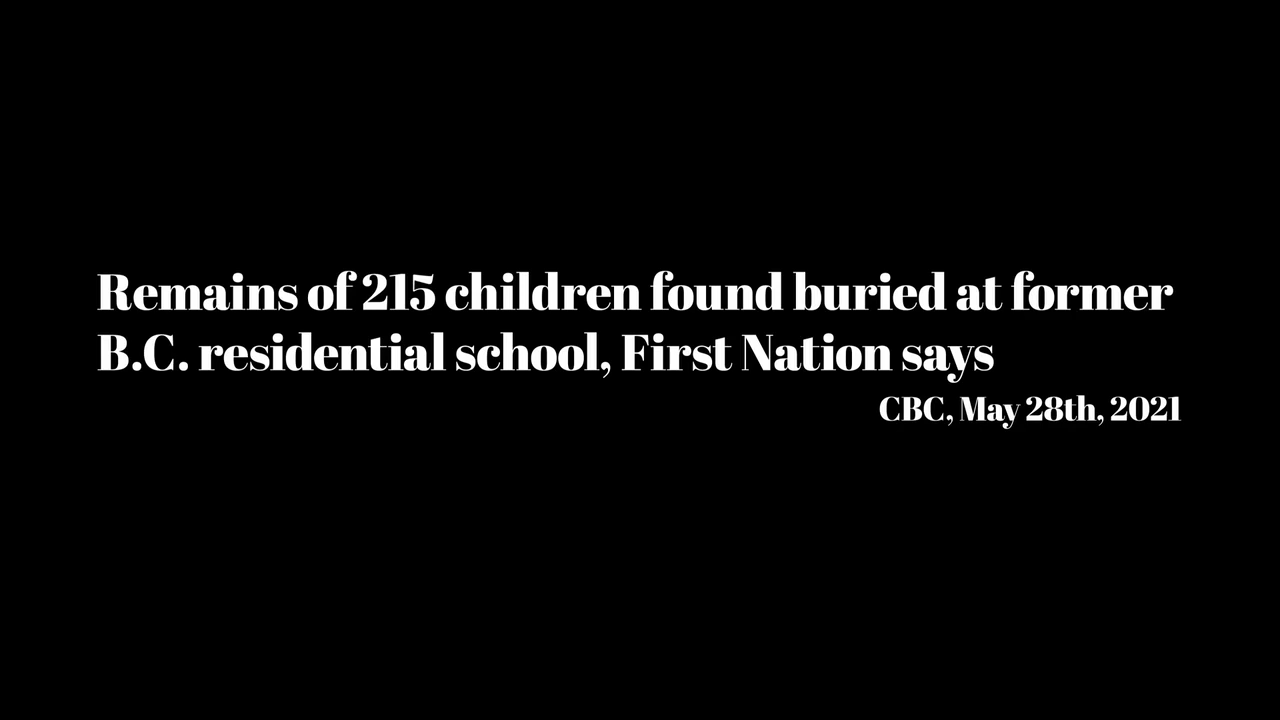 Remains of 215 children found buried at former
B.C. residential school, First Nation says
CBC, May 28th, 2021